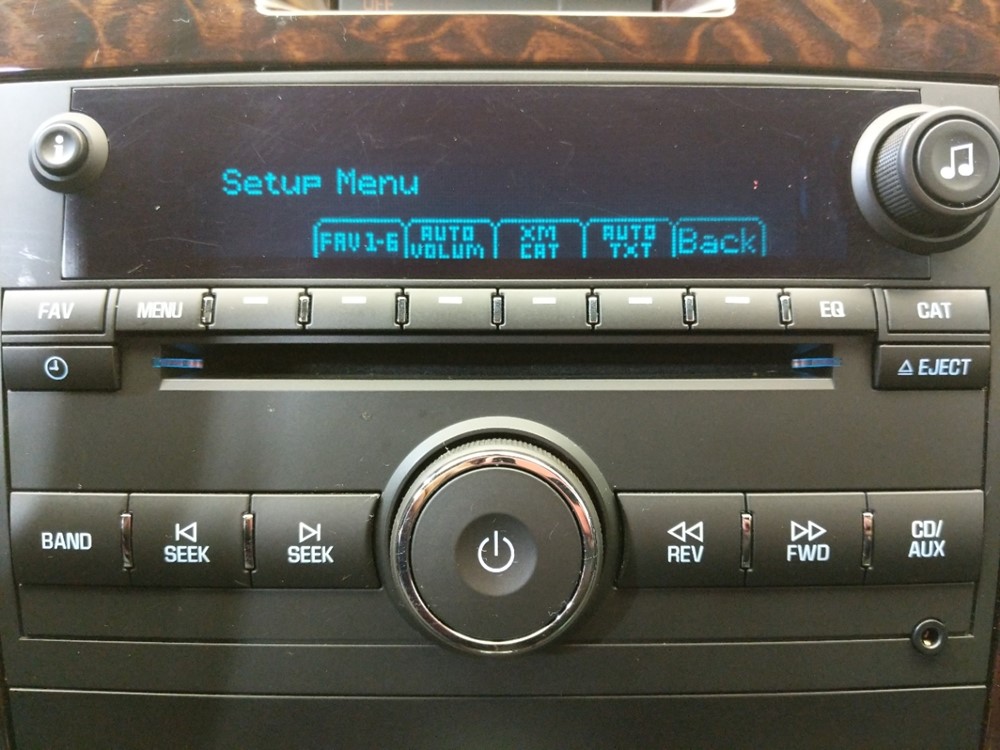 OFF
i
Setup Menu
FAV 1-6 AUTO VOLUM XM CAT AUTO TXT Back
FAV MENU EQ CAT
EJECT
BAND SEEK SEEK REV FWD CD/ AUX